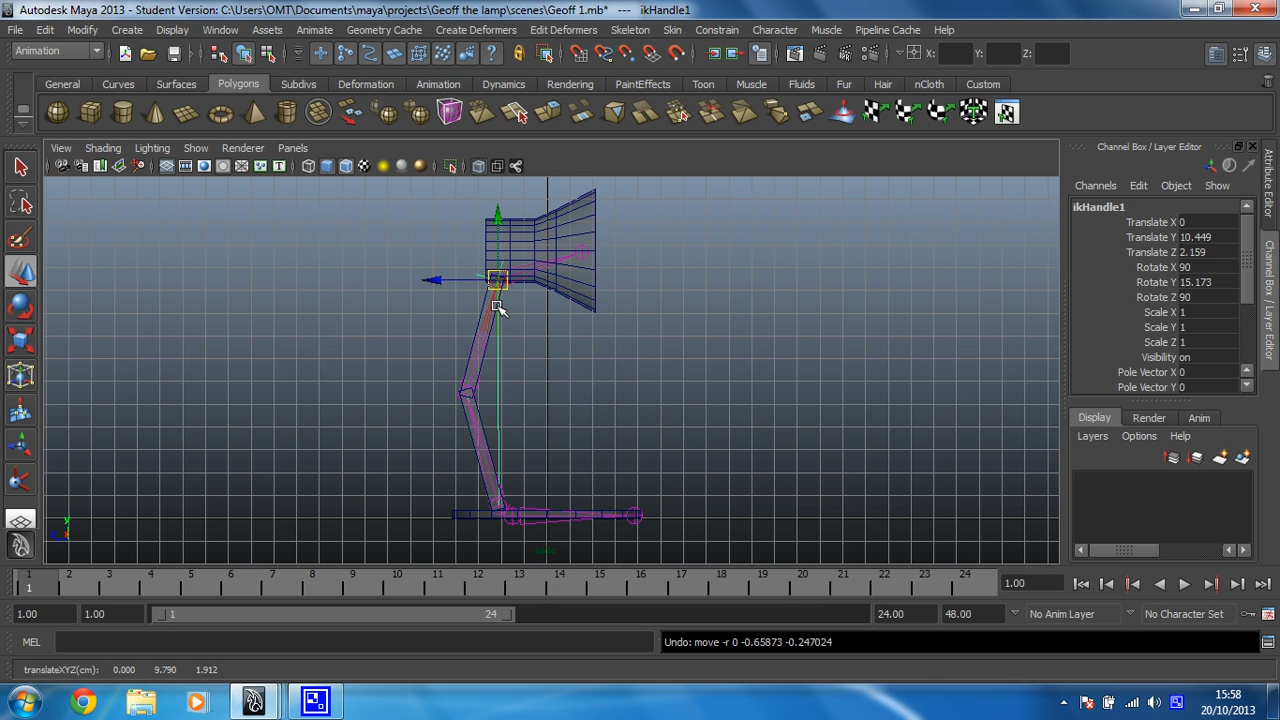 Autodesk Maya 2013 - Student Version: C:\Users\OMT\Documents\maya\projects\Geoff the lamp\scenes\Geoff 1.mb* --- ikHandle1
File Edit Modify Create Display Window Assets Animate Geometry Cache Create Deformers Edit Deformers Skeleton Skin Constrain Character Muscle Pipeline Cache Help
Animation X: Y: Z:
General Curves Surfaces Polygons Subdivs Deformation Animation Dynamics Rendering PaintEffects Toon Muscle Fluids Fur Hair nCloth Custom
View Shading Lighting Show Renderer Panels
Channel Box / Layer Editor
Channels Edit Object Show
ikHandle1
Translate X 0
Translate Y 10.449
Translate Z 2.159
Rotate X 90
Rotate Y 15.173
Rotate Z 90
Scale X 1
Scale Y 1
Scale Z 1
Visibility on
Pole Vector X 0
Pole Vector Y 0
Display Render Anim
Layers Options Help
Attribute Editor
Channel Box / Layer Editor
y
x
side
1 2 3 4 5 6 7 8 9 10 11 12 13 14 15 16 17 18 19 20 21 22 23 24
1 1.00
1.00 1.00 1 24 24.00 48.00 No Anim Layer No Character Set
MEL Undo: move -r 0 -0.65873 -0.247024
translateXYZ(cm): 0.000 9.790 1.912
15:58
20/10/2013